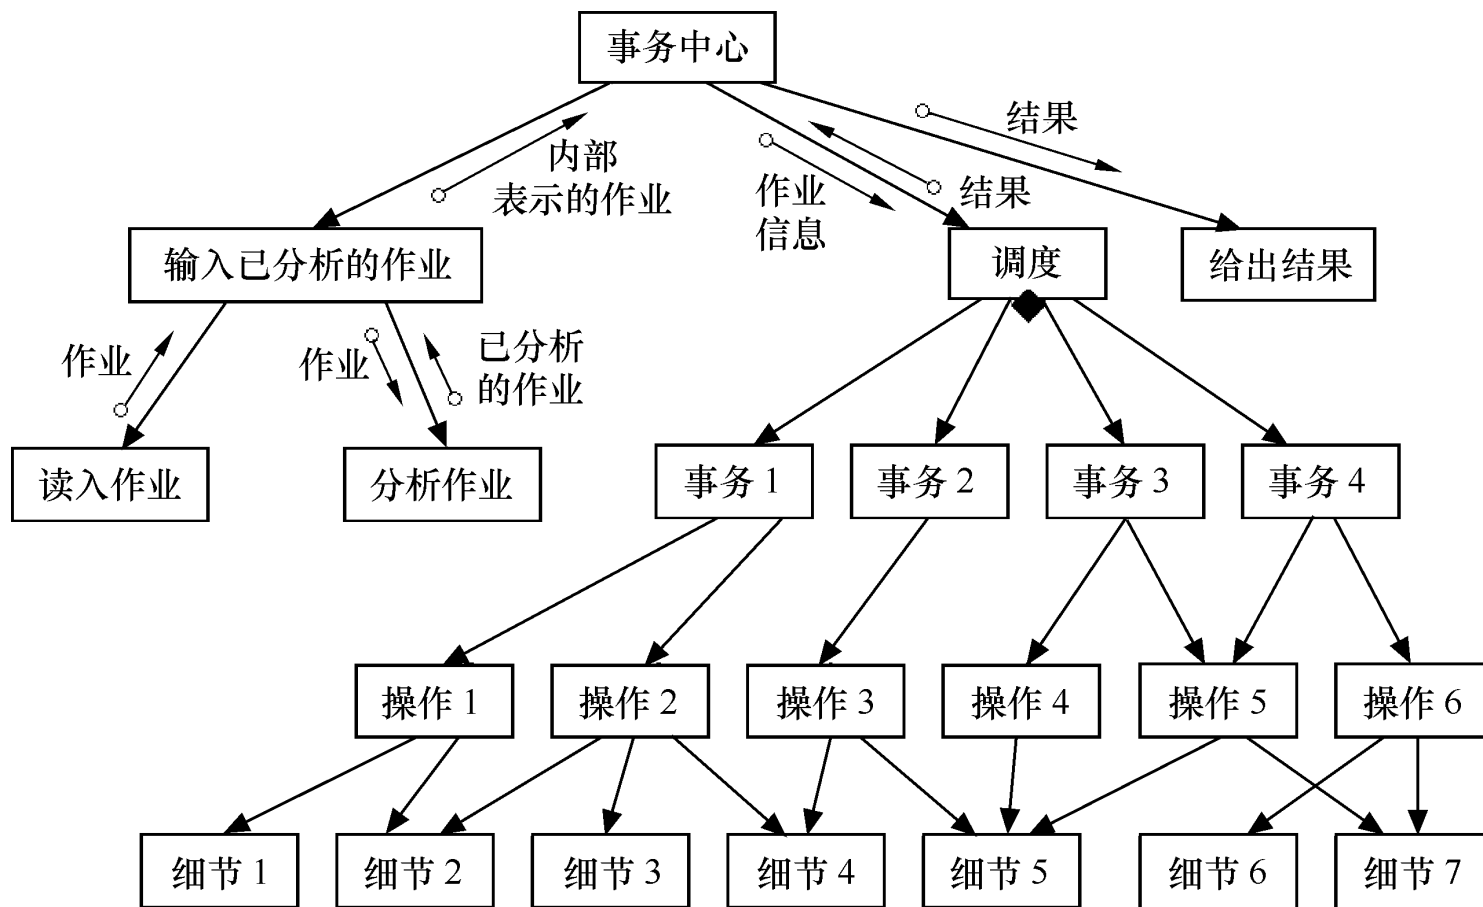 事务中心
结果
内部
表示的作业
作业
信息
结果
输入已分析的作业
调度
给出结果
作业
作业
已分析
的作业
读入作业
分析作业
事务 1
事务 2
事务 3
事务 4
操作 1
操作 2
操作 3
操作 4
操作 5
操作 6
细节 1
细节 2
细节 3
细节 4
细节 5
细节 6
细节 7